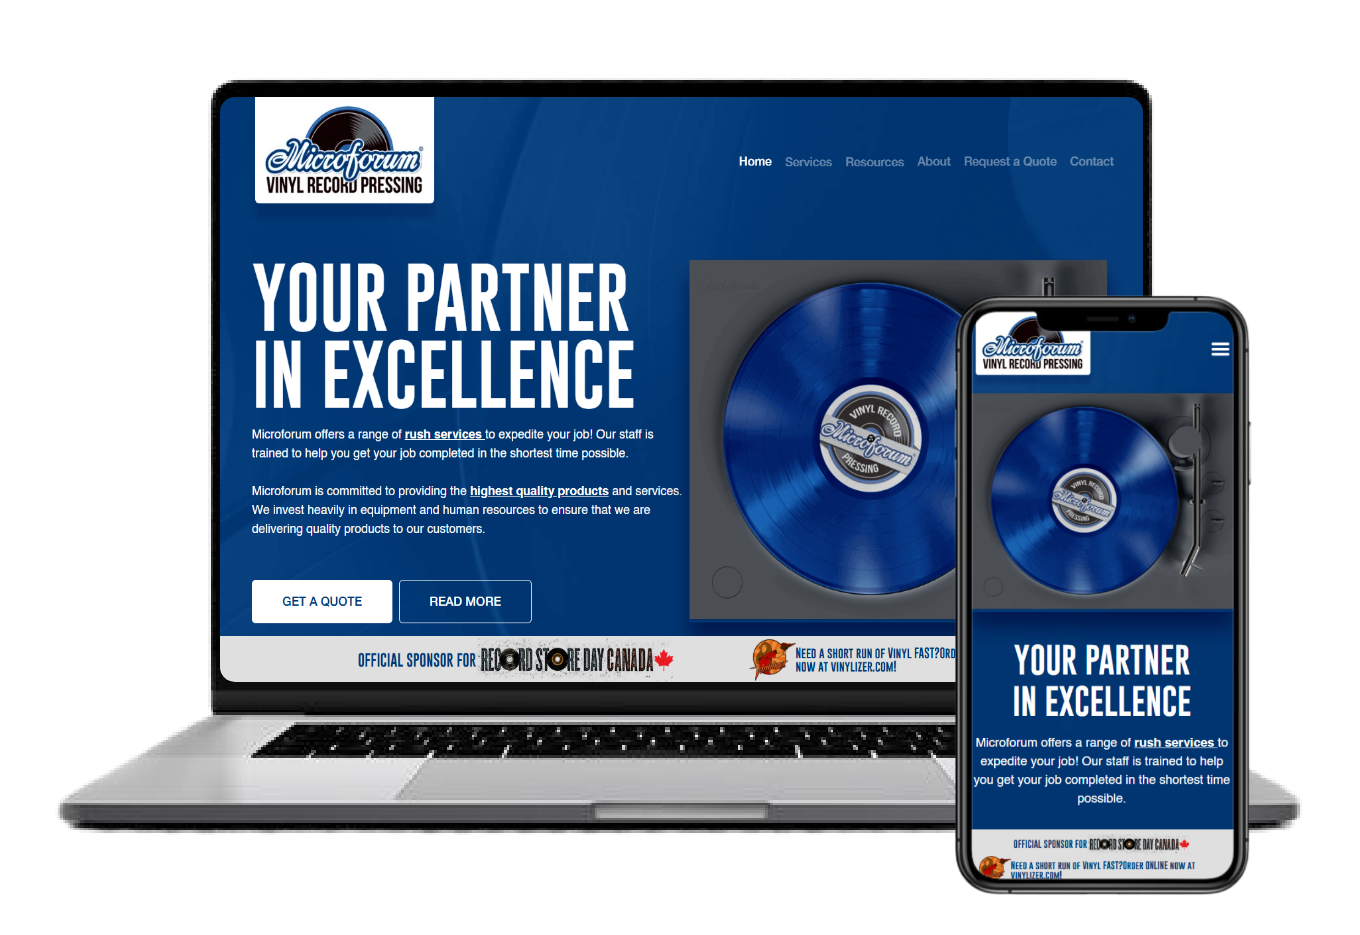 Microforum®
VINYL RECORD PRESSING
Home Services Resources About Request a Quote Contact
YOUR PARTNER
IN EXCELLENCE
Microforum offers a range of rush services to expedite your job! Our staff is
trained to help you get your job completed in the shortest time possible.
Microforum is committed to providing the highest quality products and services.
We invest heavily in equipment and human resources to ensure that we are
delivering quality products to our customers.
GET A QUOTE READ MORE
VINYL RECORD
Microforum
PRESSING
OFFICIAL SPONSOR FOR RECORD STORE DAY CANADA
NEED A SHORT RUN OF VINYL FAST?ORD
NOW AT VINYLIZER.COM!
Microforum®
VINYL RECORD PRESSING
VINYL RECORD
Microforum
PRESSING
YOUR PARTNER
IN EXCELLENCE
Microforum offers a range of rush services to
expedite your job! Our staff is trained to help
you get your job completed in the shortest time
possible.
OFFICIAL SPONSOR FOR RECORD STORE DAY CANADA
NEED A SHORT RUN OF VINYL FAST?ORDER ONLINE NOW AT
VINYLIZER.COM!